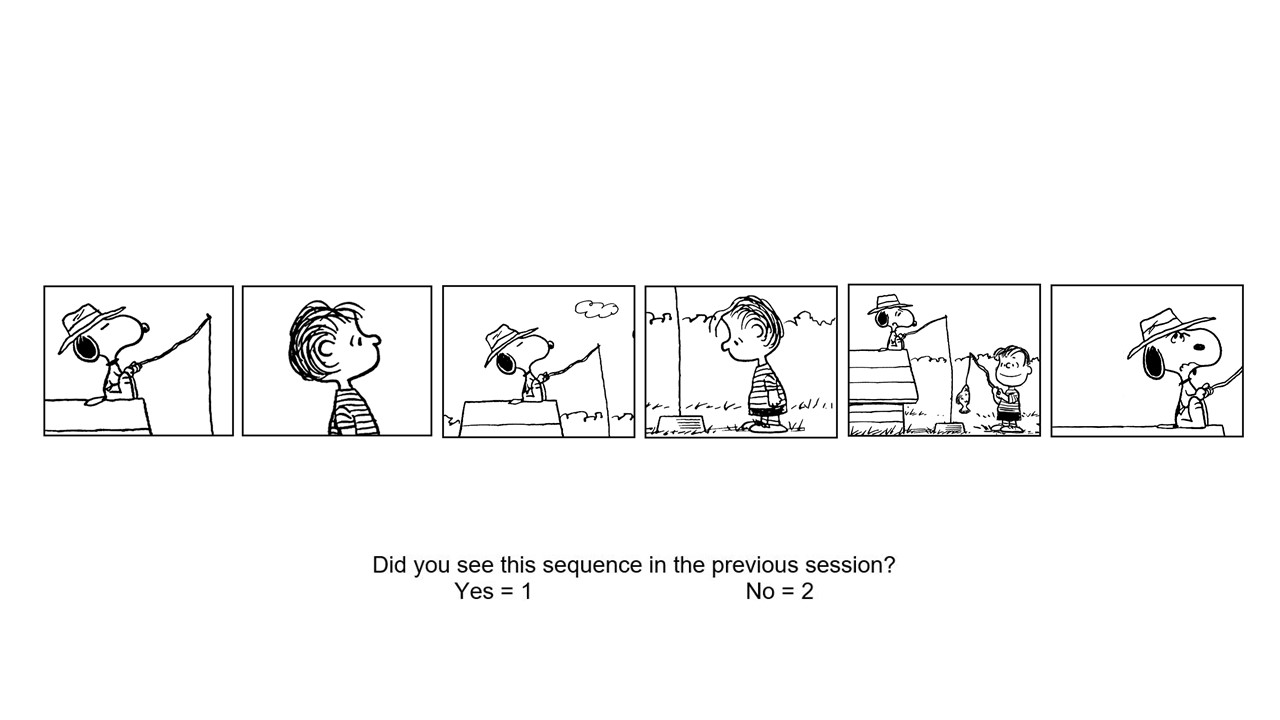 Did you see this sequence in the previous session?
Yes = 1 No = 2